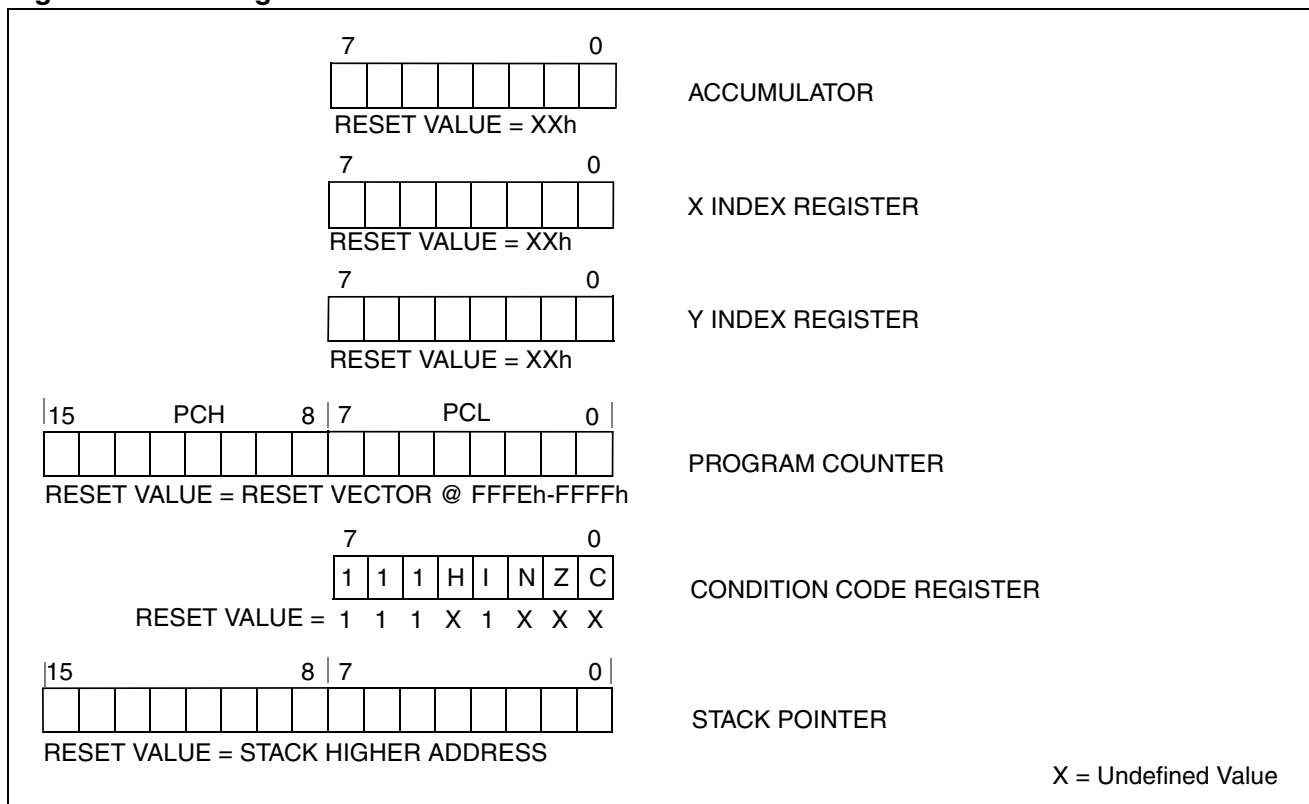 7 0
ACCUMULATOR
RESET VALUE = XXh
7 0
X INDEX REGISTER
RESET VALUE = XXh
7 0
Y INDEX REGISTER
RESET VALUE = XXh
15 PCH 8 7 PCL 0
PROGRAM COUNTER
RESET VALUE = RESET VECTOR @ FFFEh-FFFFh
7 0
1 1 1 H I N Z C
CONDITION CODE REGISTER
RESET VALUE = 1 1 1 X 1 X X X
15 8 7 0
STACK POINTER
RESET VALUE = STACK HIGHER ADDRESS
X = Undefined Value